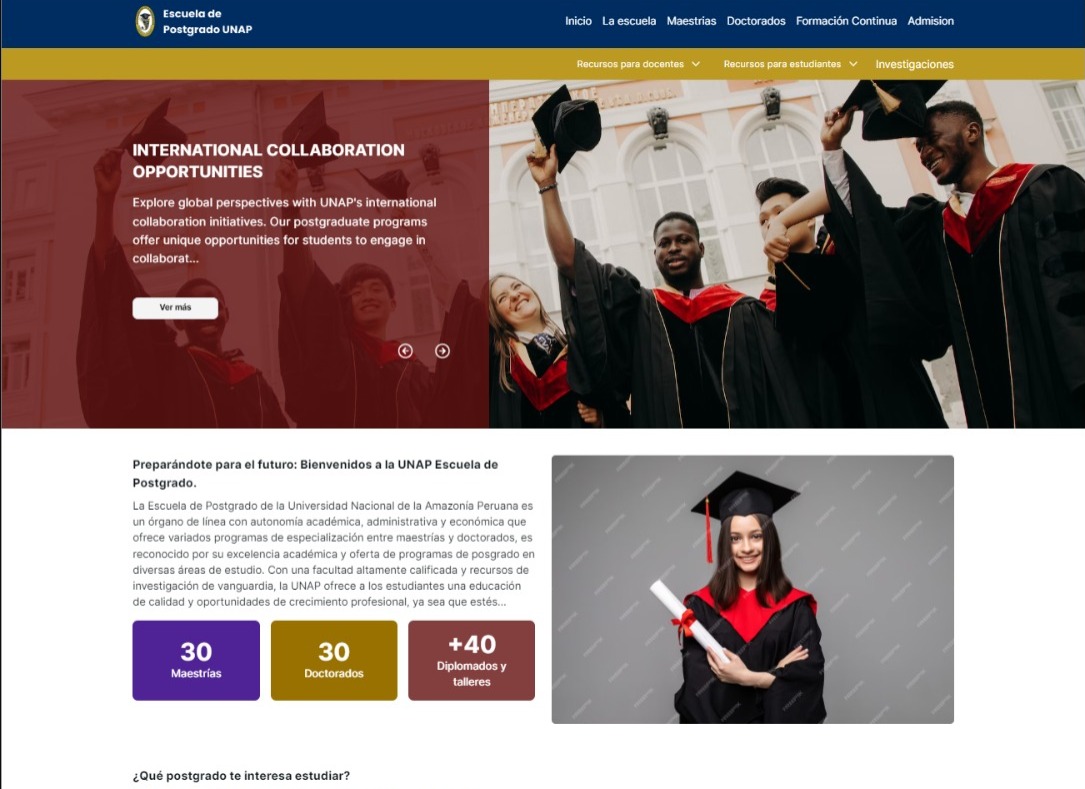 Escuela de
Postgrado UNAP
Inicio La escuela Maestrias Doctorados Formación Continua Admision
Recursos para docentes Recursos para estudiantes Investigaciones
INTERNATIONAL COLLABORATION
OPPORTUNITIES
Explore global perspectives with UNAP's international
collaboration initiatives. Our postgraduate programs
offer unique opportunities for students to engage in
collaborat...
Ver más
Preparándote para el futuro: Bienvenidos a la UNAP Escuela de
Postgrado.
La Escuela de Postgrado de la Universidad Nacional de la Amazonía Peruana es
un órgano de línea con autonomía académica, administrativa y económica que
ofrece variados programas de especialización entre maestrías y doctorados, es
reconocido por su excelencia académica y oferta de programas de posgrado en
diversas áreas de estudio. Con una facultad altamente calificada y recursos de
investigación de vanguardia, la UNAP ofrece a los estudiantes una educación
de calidad y oportunidades de crecimiento profesional, ya sea que estés...
30
Maestrías
30
Doctorados
+40
Diplomados y
talleres
¿Qué postgrado te interesa estudiar?